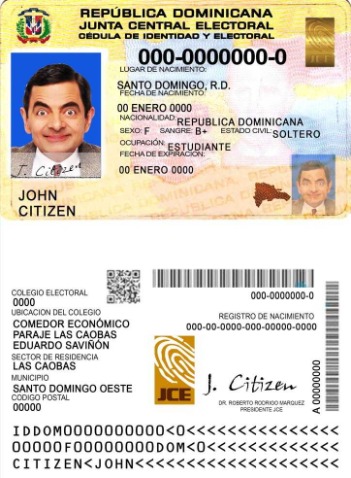 REPÚBLICA DOMINICANA
JUNTA CENTRAL ELECTORAL
CÉDULA DE IDENTIDAD Y ELECTORAL
000-0000000-0
LUGAR DE NACIMIENTO:
SANTO DOMINGO, R.D.
FECHA DE NACIMIENTO:
00 ENERO 0000
NACIONALIDAD: REPUBLICA DOMINICANA
SEXO: F SANGRE: B+ ESTADO CIVIL: SOLTERO
OCUPACIÓN: ESTUDIANTE
FECHA DE EXPIRACIÓN:
00 ENERO 0000
J. Citizen
JOHN
CITIZEN
000-0000000-0
COLEGIO ELECTORAL
0000
UBICACION DEL COLEGIO
COMEDOR ECONÓMICO
PARAJE LAS CAOBAS
EDUARDO SAVIÑÓN
SECTOR DE RESIDENCIA
LAS CAOBAS
MUNICIPIO
SANTO DOMINGO OESTE
CODIGO POSTAL
00000
REGISTRO DE NACIMIENTO
000-00-0000-000-00000-0000
JCE
J. Citizen
DR. ROBERTO RODRIGO MARQUEZ
PRESIDENTE JCE
A 00000000
IDDOM0000000000<0<<<<<<<<<<<<<<<
00000F00000000DOM<0<<<<<<<<<<<<<
CITIZEN<JOHN<<<<<<<<<<<<<<<<<<<<